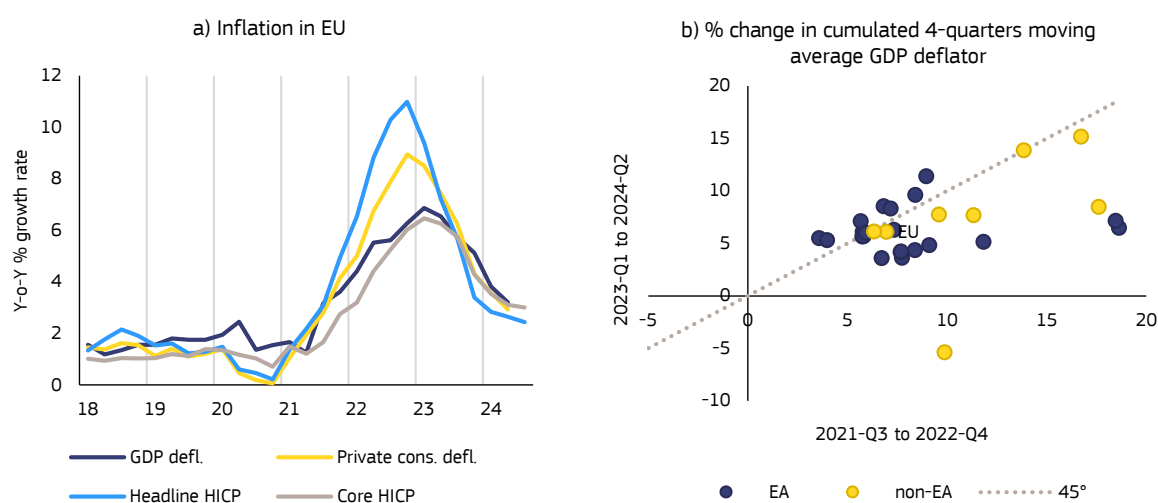 a) Inflation in EU
12
10
8
6
4
2
0
Y-o-Y % growth rate
18 19 20 21 22 23 24
GDP defl. Private cons. defl.
Headline HICP Core HICP
b) % change in cumulated 4-quarters moving
average GDP deflator
20
15
10
5
0
-5
-10
2023-Q1 to 2024-Q2
EU
-5 0 5 10 15 20
2021-Q3 to 2022-Q4
EA non-EA 45°